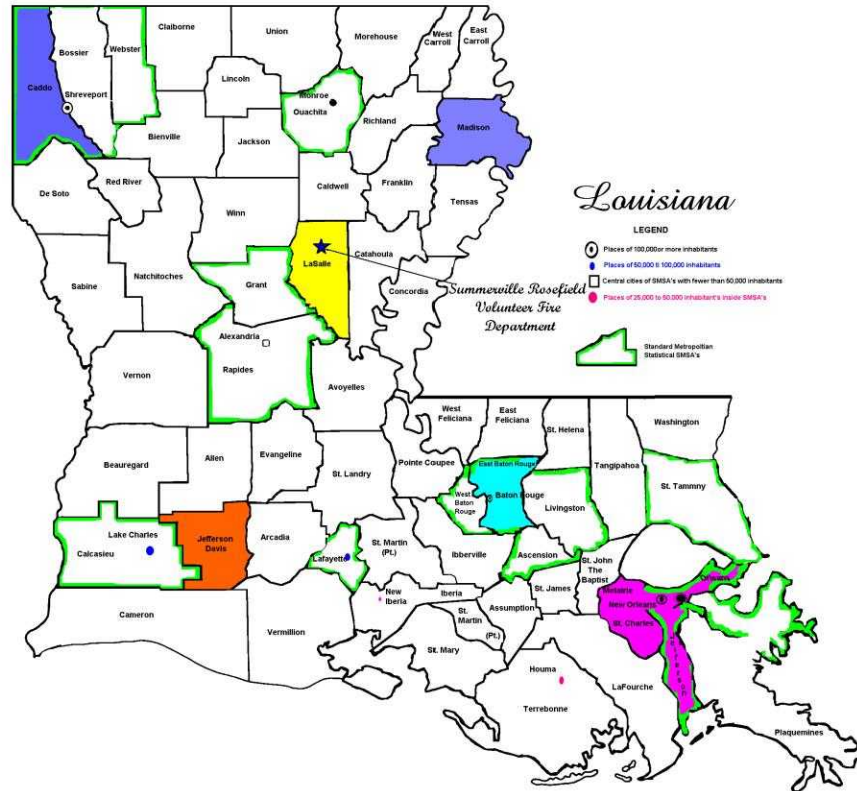 Claiborne
Union
Morehouse
West
Carroll
East
Carroll
Bossier
Webster
Lincoln
Caddo
Shreveport
Monroe
Ouachita
Richland
Madison
Bienville
Jackson
De Soto
Red River
Caldwell
Franklin
Tensas
Winn
Louisiana
LEGEND
Places of 100,000or more inhabitants
Places of 50,000 ti 100,000 inhabitants
Central cities of SMSA's with fewer than 50,000 inhabitants
Places of 25,000 to 50,000 inhabitant's inside SMSA's
Standard Metropoltian
Statistical SMSA's
LaSalle
Catahoula
Natchitoches
Sabine
Grant
Concordia
Summerville Rosefield
Volunteer Fire
Department
Alexandria
Rapides
Vernon
Avoyelles
West
Feliciana
East
Feliciana
St. Helena
Washington
Beauregard
Allen
Evangeline
St. Landry
Pointe Coupee
East Baton Rouge
Tangipahoa
St. Tammny
West
Baton
Rouge
Baton Rouge
Livingston
Lake Charles
Calcasieu
Jefferson
Davis
Arcadia
Lafayette
St. Martin
(Pt.)
Ibberville
Ascension
St. John
The
Baptist
Orleans
Metairie
New Orleans
St. Charles
Jefferson
New
Iberia
Iberia
St. James
Assumption
(Pt.)
St.
Martin
Cameron
Vermillion
St. Mary
Houma
Terrebonne
LaFourche
Plaquemines